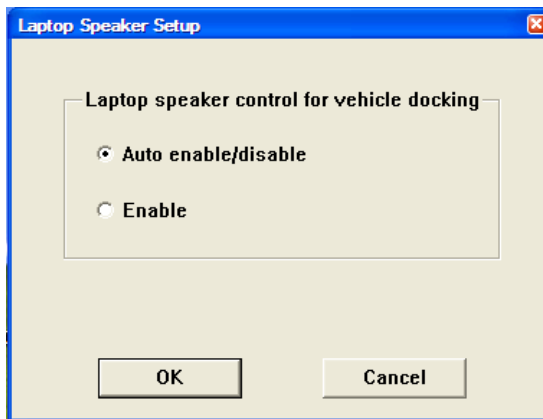 Laptop Speaker Setup
Laptop speaker control for vehicle docking
Auto enable/disable
Enable
OK
Cancel